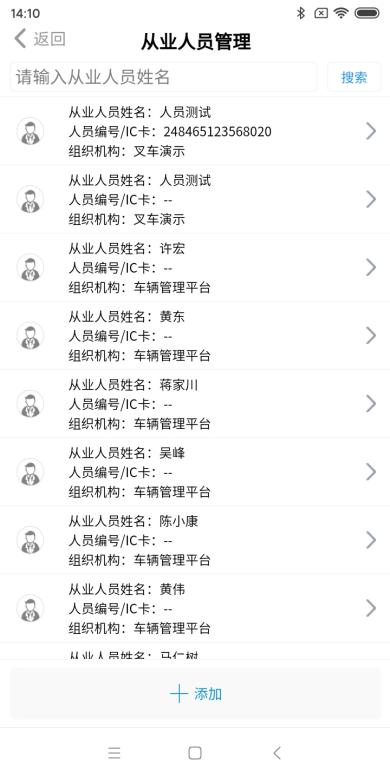 14:10
返回
从业人员管理
请输入从业人员姓名
搜索
从业人员姓名：人员测试
人员编号/IC卡：248465123568020
组织机构：叉车演示
从业人员姓名：人员测试
人员编号/IC卡：--
组织机构：叉车演示
从业人员姓名：许宏
人员编号/IC卡：--
组织机构：车辆管理平台
从业人员姓名：黄东
人员编号/IC卡：--
组织机构：车辆管理平台
从业人员姓名：蒋家川
人员编号/IC卡：--
组织机构：车辆管理平台
从业人员姓名：吴峰
人员编号/IC卡：--
组织机构：车辆管理平台
从业人员姓名：陈小康
人员编号/IC卡：--
组织机构：车辆管理平台
从业人员姓名：黄伟
人员编号/IC卡：--
组织机构：车辆管理平台
从业人员姓名：马仁树
添加